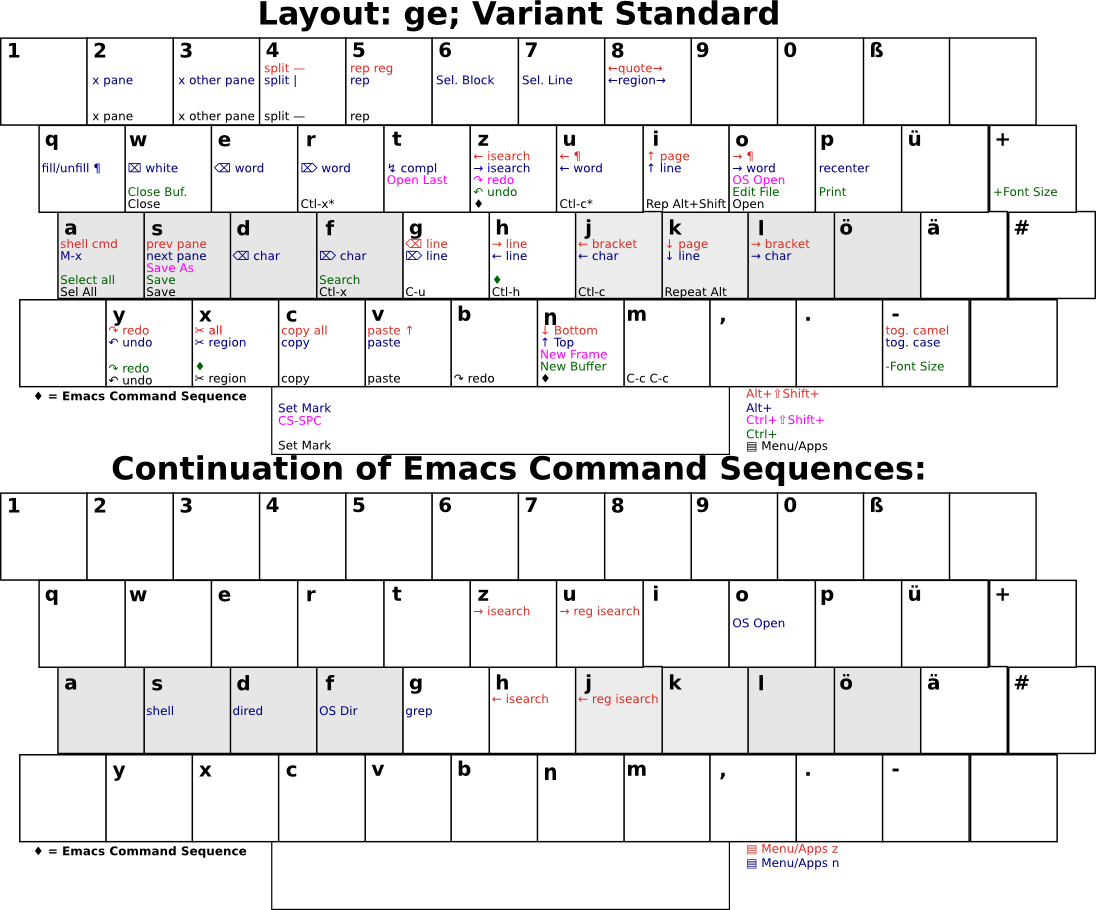 Layout: ge; Variant Standard
1 2 3 4 5 6 7 8 9 0 ß
split — rep reg ←quote→
x pane x other pane split | rep Sel. Block Sel. Line ←region→
x pane x other pane split — rep
q w e r t z u i o p ü +
← isearch ← ¶ ↑ page → ¶
fill/unfill ¶ ⌧ white ⌫ word ⌦ word ↯ compl → isearch ← word ↑ line → word recenter
Open Last ↷ redo OS Open
Close Buf. ↶ undo Edit File Print +Font Size
Close Ctl-x* ♦ Ctl-c* Rep Alt+Shift Open
a s d f g h j k l ö ä #
shell cmd prev pane ⌫ line → line ← bracket ↓ page → bracket
M-x next pane ⌫ char ⌦ char ⌦ line ← line ← char ↓ line → char
Save As
Select all Save Search ♦
Sel All Save Ctl-x C-u Ctl-h Ctl-c Repeat Alt
y x c v b n m , . -
↷ redo ✂ all copy all paste ↑ ↓ Bottom tog. camel
↶ undo ✂ region copy paste ↑ Top tog. case
New Frame
↷ redo ♦ New Buffer -Font Size
↶ undo ✂ region copy paste ↷ redo ♦ C-c C-c
♦ = Emacs Command Sequence Alt+⇧Shift+
Set Mark Alt+
CS-SPC Ctrl+⇧Shift+
Ctrl+
Set Mark ▤ Menu/Apps
Continuation of Emacs Command Sequences:
1 2 3 4 5 6 7 8 9 0 ß
q w e r t z u i o p ü +
→ isearch → reg isearch
OS Open
a s d f g h j k l ö ä #
← isearch ← reg isearch
shell dired OS Dir grep
y x c v b n m , . -
♦ = Emacs Command Sequence ▤ Menu/Apps z
▤ Menu/Apps n